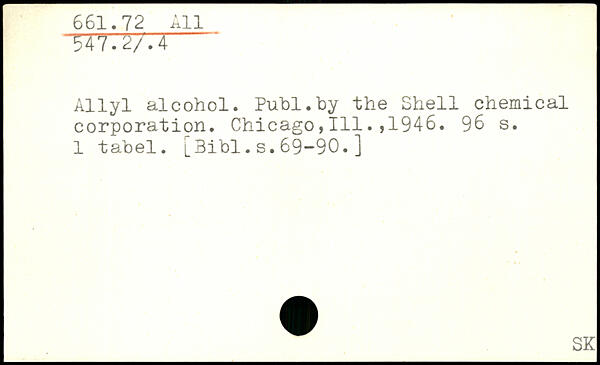 661.72 All
547.2/.4
Allyl alcohol. Publ.by the Shell chemical
corporation. Chicago,Ill.,1946. 96 s.
1 tabel. [Bibl.s.69-90.]
SK